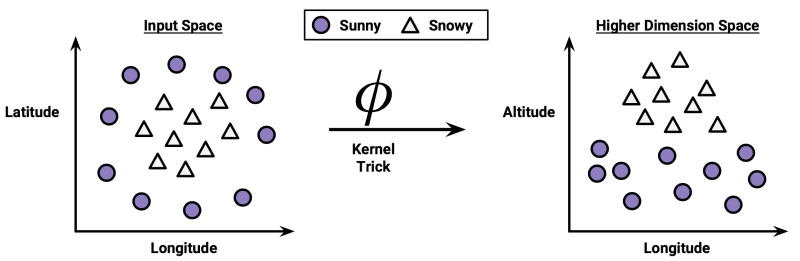 Input Space
Sunny
Snowy
Higher Dimension Space
Latitude
ϕ
Altitude
Kernel
Trick
Longitude
Longitude